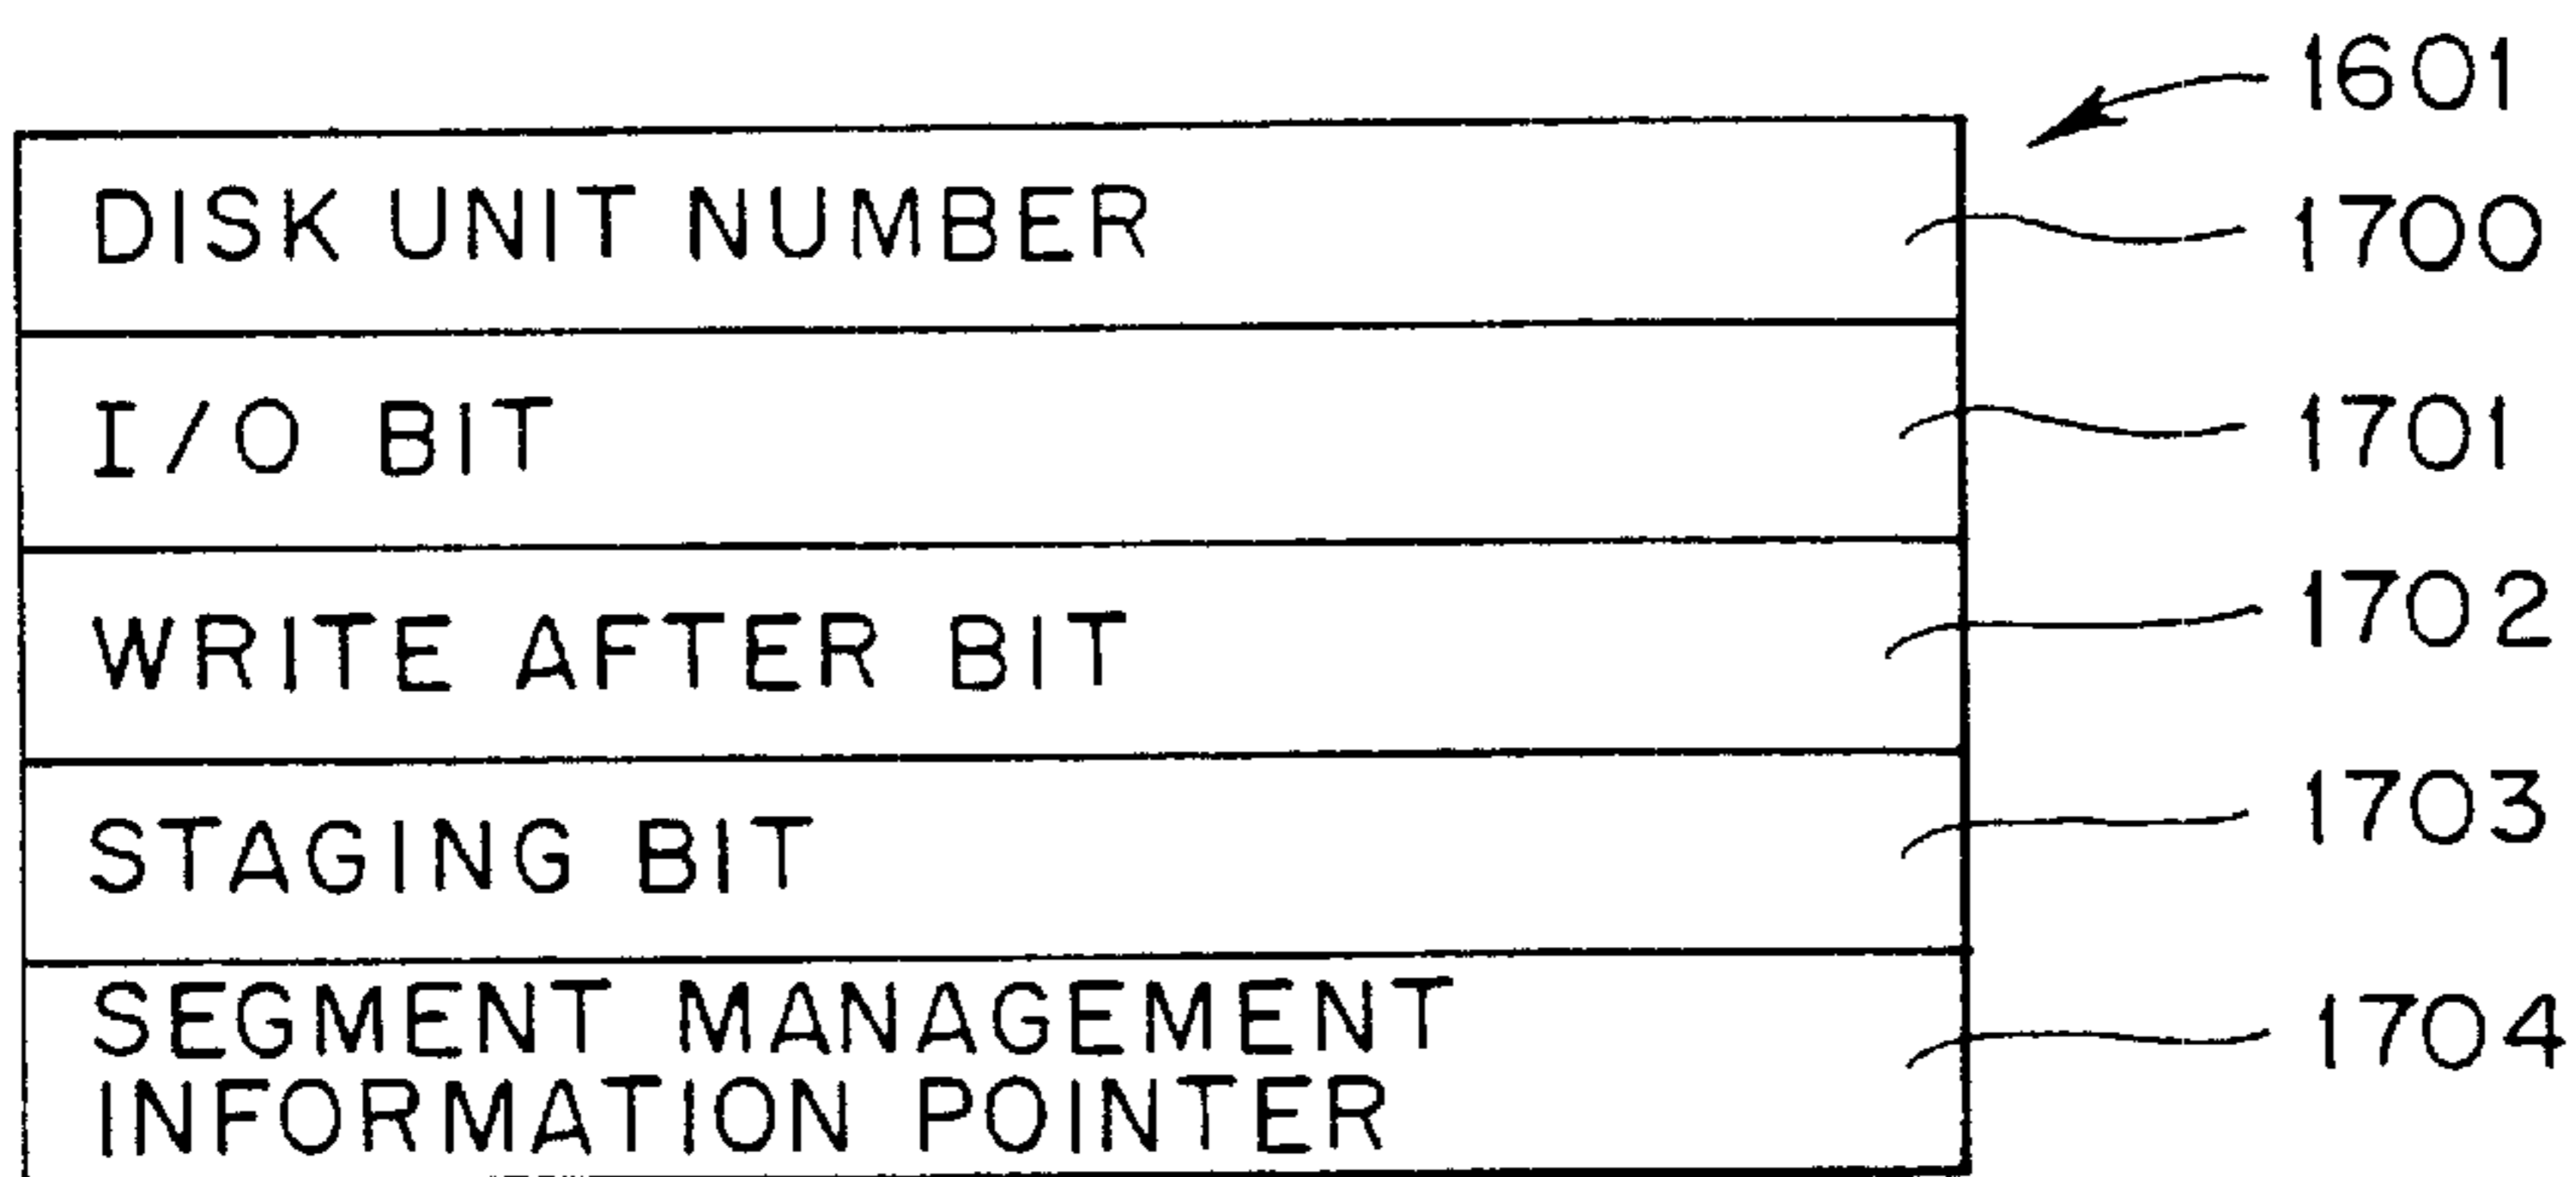 1601
DISK UNIT NUMBER 1700
I/O BIT 1701
WRITE AFTER BIT 1702
STAGING BIT 1703
SEGMENT MANAGEMENT 1704
INFORMATION POINTER